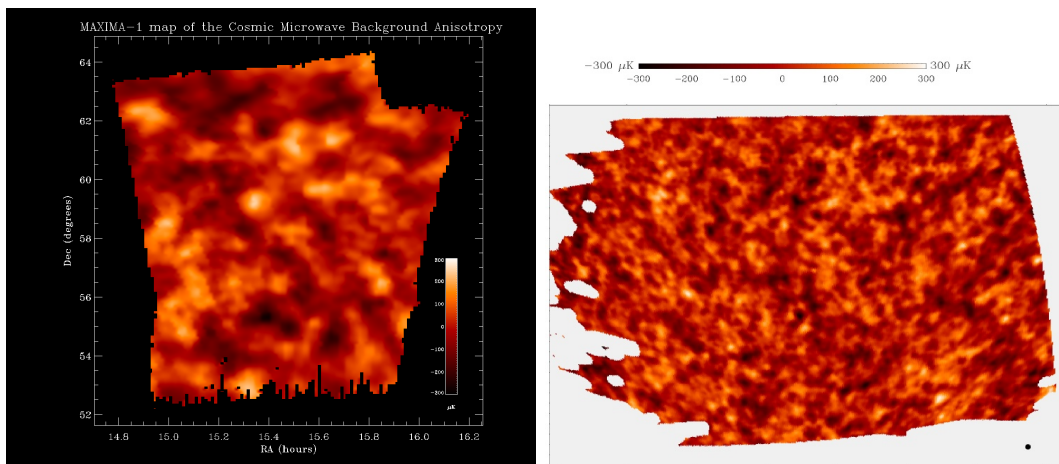 MAXIMA-1 map of the Cosmic Microwave Background Anisotropy
64
62
60
58
56
54
52
Dec (degrees)
14.8 15.0 15.2 15.4 15.6 15.8 16.0 16.2
RA (hours)
300
200
100
0
-100
-200
-300
μK
-300 μK 300 μK
-300 -200 -100 0 100 200 300